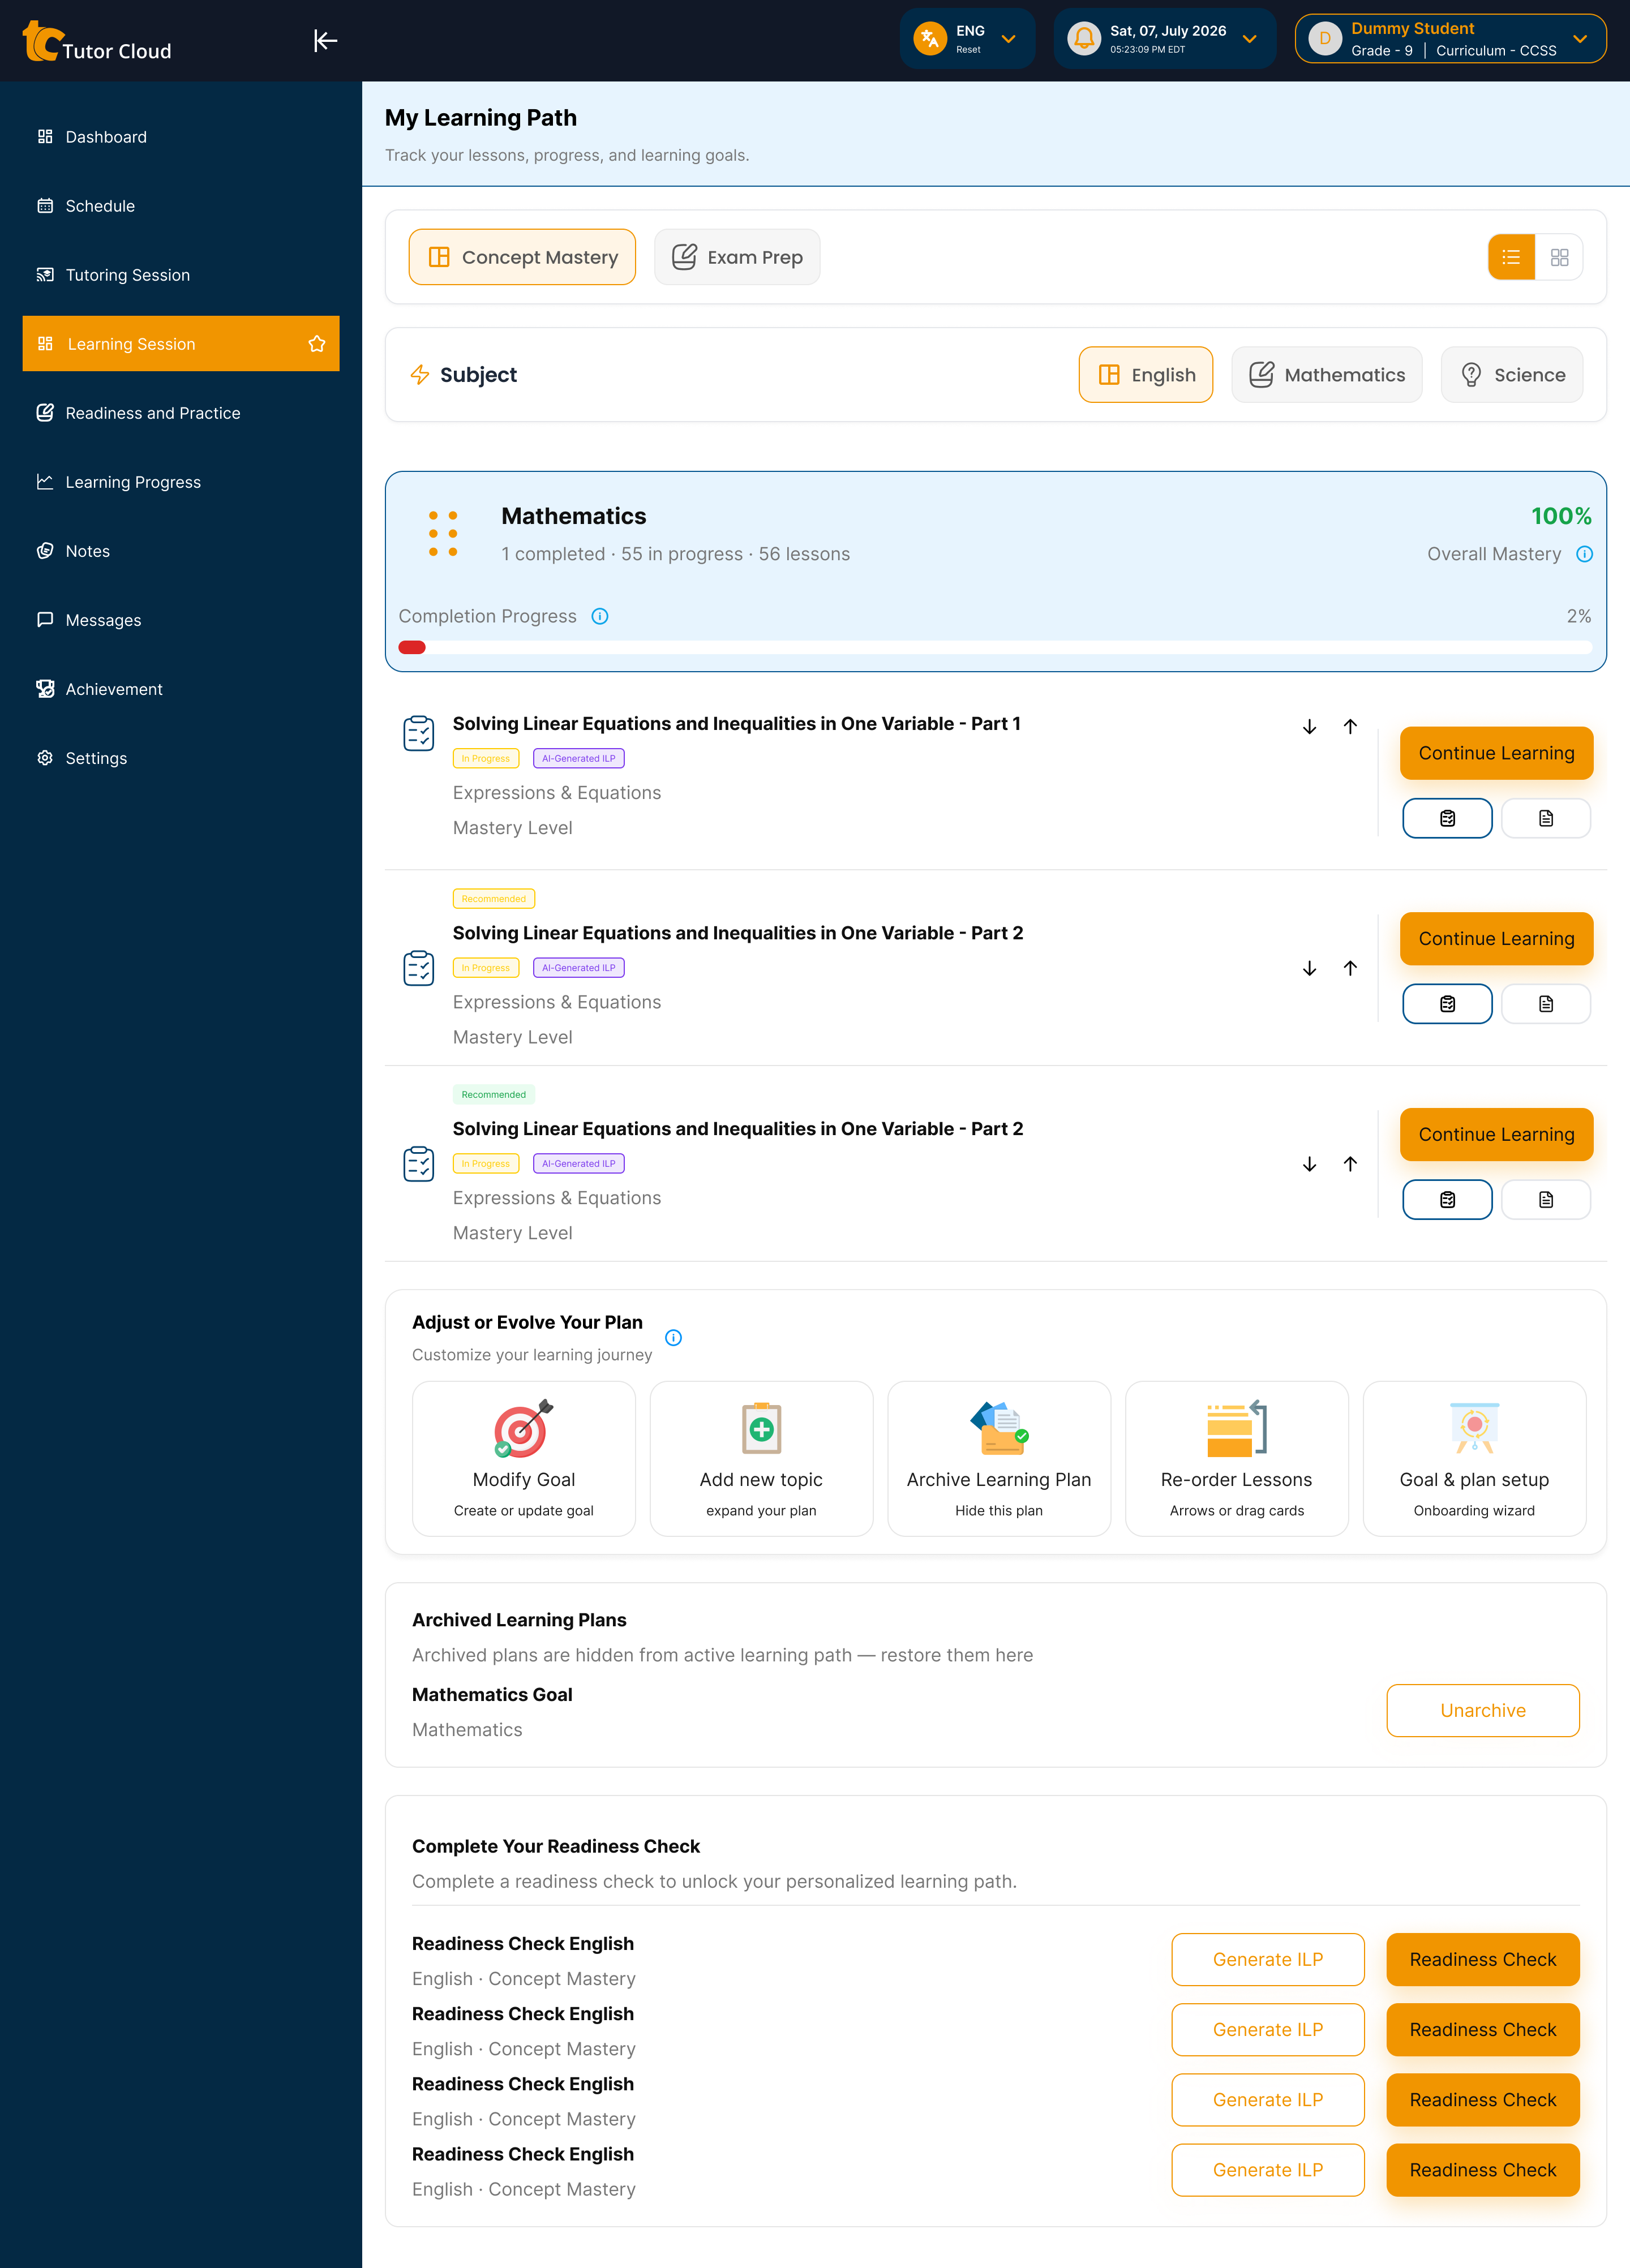 tc Tutor Cloud
ENG
Reset
Sat, 07, July 2026
05:23:09 PM EDT
D
Dummy Student
Grade - 9 | Curriculum - CCSS
Dashboard
Schedule
Tutoring Session
Learning Session
Readiness and Practice
Learning Progress
Notes
Messages
Achievement
Settings
My Learning Path
Track your lessons, progress, and learning goals.
Concept Mastery
Exam Prep
Subject
English
Mathematics
Science
Mathematics
100%
1 completed · 55 in progress · 56 lessons
Overall Mastery
Completion Progress
2%
Solving Linear Equations and Inequalities in One Variable - Part 1
In Progress
AI-Generated ILP
Expressions & Equations
Mastery Level
Continue Learning
Recommended
Solving Linear Equations and Inequalities in One Variable - Part 2
In Progress
AI-Generated ILP
Expressions & Equations
Mastery Level
Continue Learning
Recommended
Solving Linear Equations and Inequalities in One Variable - Part 2
In Progress
AI-Generated ILP
Expressions & Equations
Mastery Level
Continue Learning
Adjust or Evolve Your Plan
Customize your learning journey
Modify Goal
Create or update goal
Add new topic
expand your plan
Archive Learning Plan
Hide this plan
Re-order Lessons
Arrows or drag cards
Goal & plan setup
Onboarding wizard
Archived Learning Plans
Archived plans are hidden from active learning path — restore them here
Mathematics Goal
Mathematics
Unarchive
Complete Your Readiness Check
Complete a readiness check to unlock your personalized learning path.
Readiness Check English
English · Concept Mastery
Generate ILP
Readiness Check
Readiness Check English
English · Concept Mastery
Generate ILP
Readiness Check
Readiness Check English
English · Concept Mastery
Generate ILP
Readiness Check
Readiness Check English
English · Concept Mastery
Generate ILP
Readiness Check